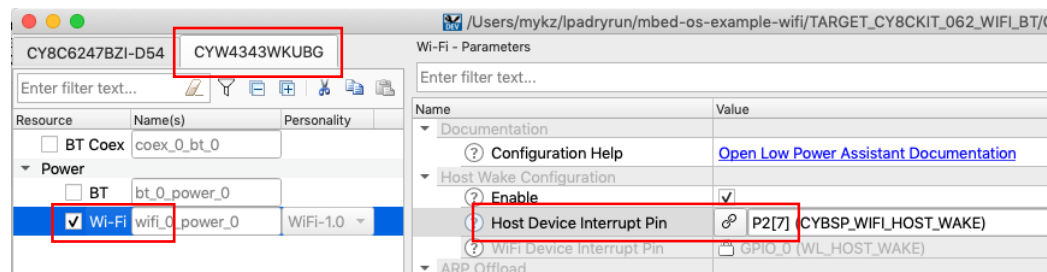 /Users/mykz/lpadryrun/mbed-os-example-wifi/TARGET_CY8CKIT_062_WIFI_BT/
CY8C6247BZI-D54 CYW4343WKUBG
Enter filter text...
Resource Name(s) Personality
BT Coex coex_0_bt_0
Power
BT bt_0_power_0
Wi-Fi wifi_0_power_0 WiFi-1.0
Wi-Fi - Parameters
Enter filter text...
Name Value
Documentation
Configuration Help Open Low Power Assistant Documentation
Host Wake Configuration
Enable
Host Device Interrupt Pin P2[7] (CYBSP_WIFI_HOST_WAKE)
WiFi Device Interrupt Pin GPIO_0 (WL_HOST_WAKE)
ARP Offload